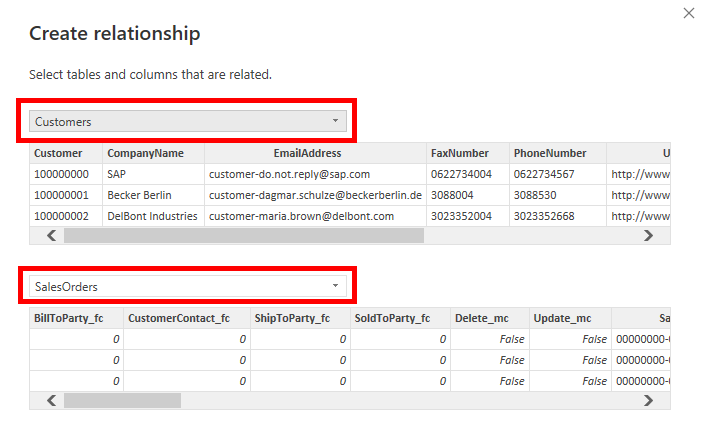 Create relationship
Select tables and columns that are related.
Customers
Customer CompanyName EmailAddress FaxNumber PhoneNumber U
100000000 SAP customer-do.not.reply@sap.com 0622734004 0622734567 http://www
100000001 Becker Berlin customer-dagmar.schulze@beckerberlin.de 3088004 3088530 http://www
100000002 DelBont Industries customer-maria.brown@delbont.com 3023352004 3023352668 http://www
SalesOrders
BillToParty_fc CustomerContact_fc ShipToParty_fc SoldToParty_fc Delete_mc Update_mc Sa
0 0 0 0 False False 00000000-0
0 0 0 0 False False 00000000-0
0 0 0 0 False False 00000000-0